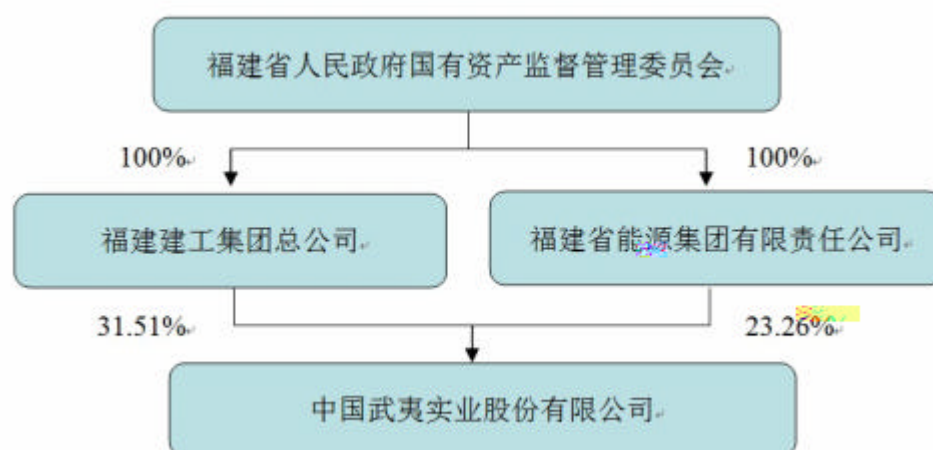 福建省人民政府国有资产监督管理委员会
100%
100%
福建建工集团总公司
福建省能源集团有限责任公司
31.51%
23.26%
中国武夷实业股份有限公司